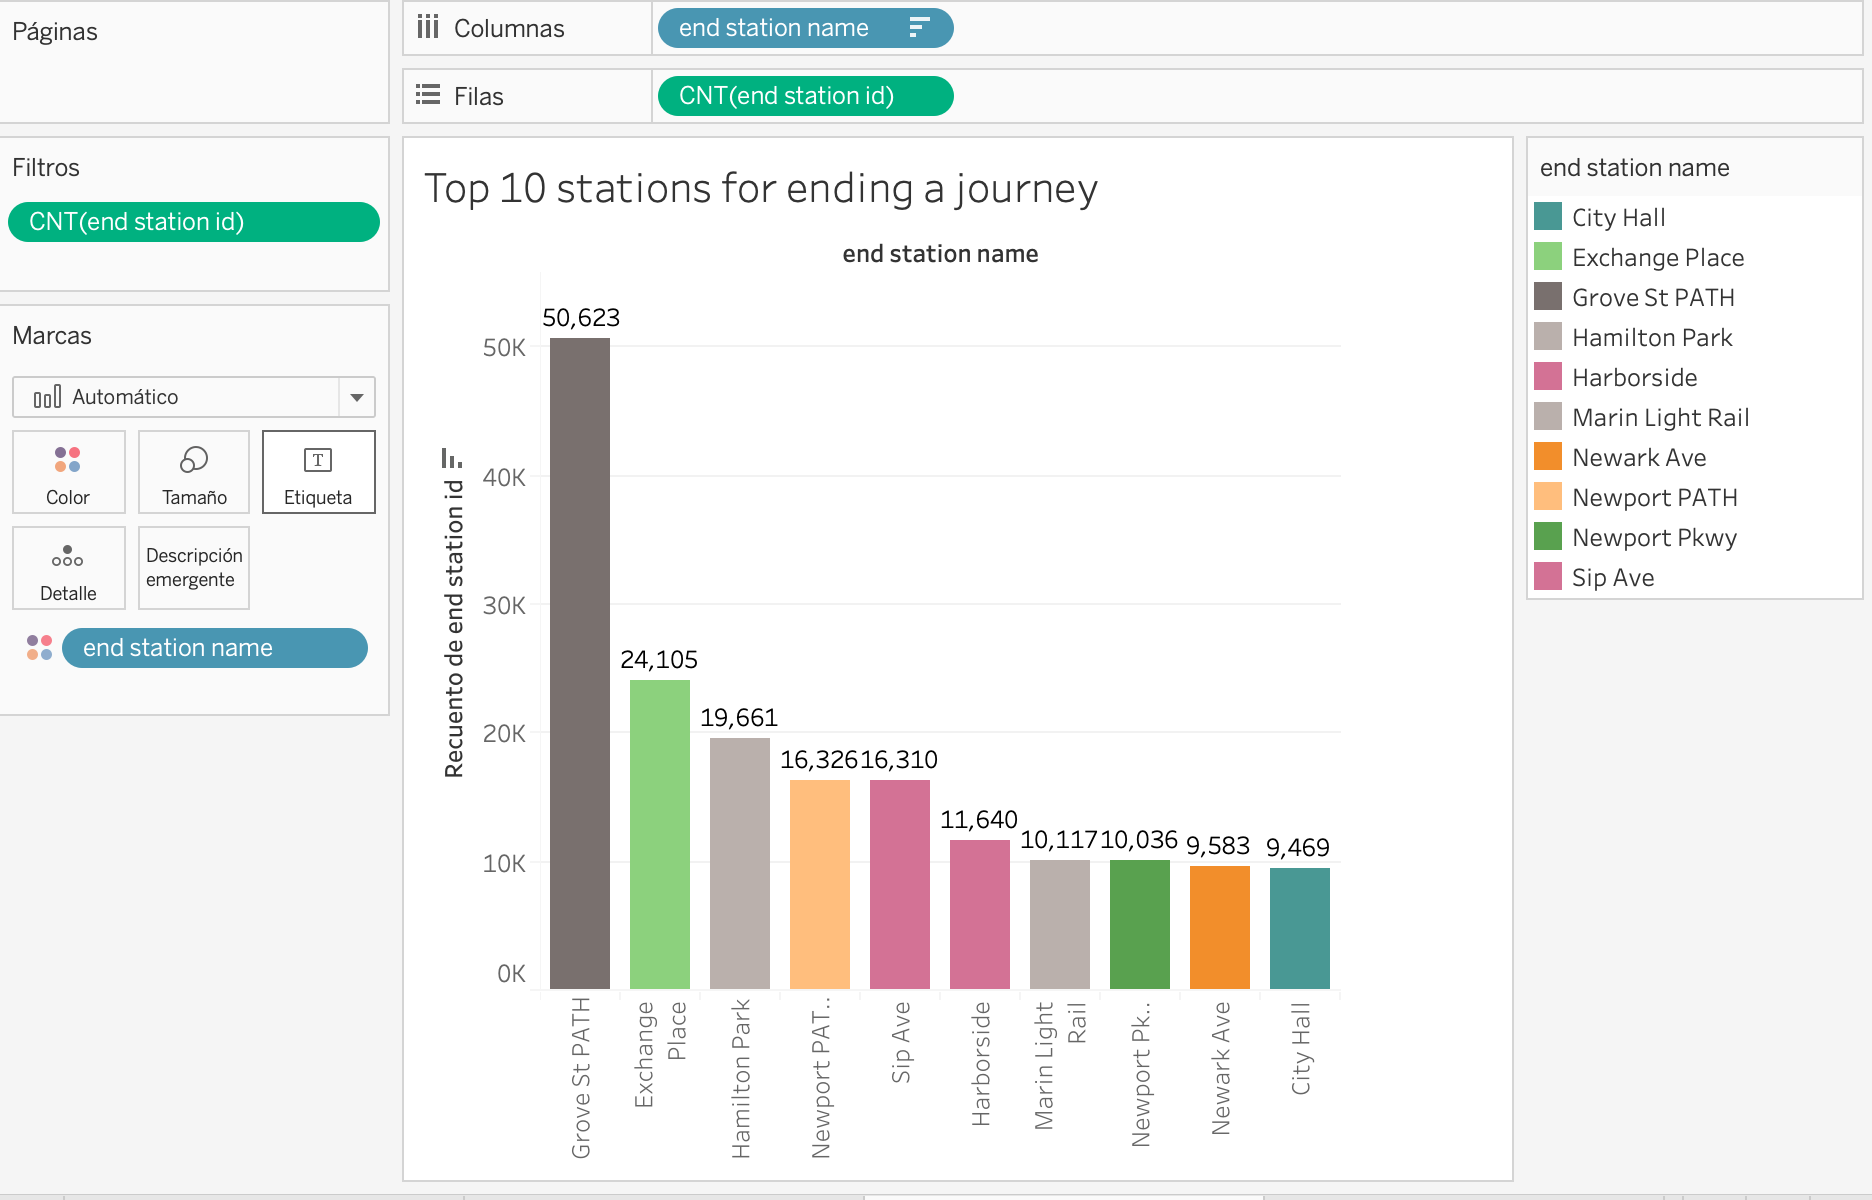 Páginas
Columnas
end station name
Filas
CNT(end station id)
Filtros
CNT(end station id)
Marcas
Automático
Color
Tamaño
Etiqueta
Detalle
Descripción
emergente
end station name
Top 10 stations for ending a journey
end station name
Recuento de end station id
50K
40K
30K
20K
10K
0K
50,623
24,105
19,661
16,326
16,310
11,640
10,117
10,036
9,583
9,469
Grove St PATH
Exchange
Place
Hamilton Park
Newport PAT..
Sip Ave
Harborside
Marin Light
Rail
Newport Pk..
Newark Ave
City Hall
end station name
City Hall
Exchange Place
Grove St PATH
Hamilton Park
Harborside
Marin Light Rail
Newark Ave
Newport PATH
Newport Pkwy
Sip Ave